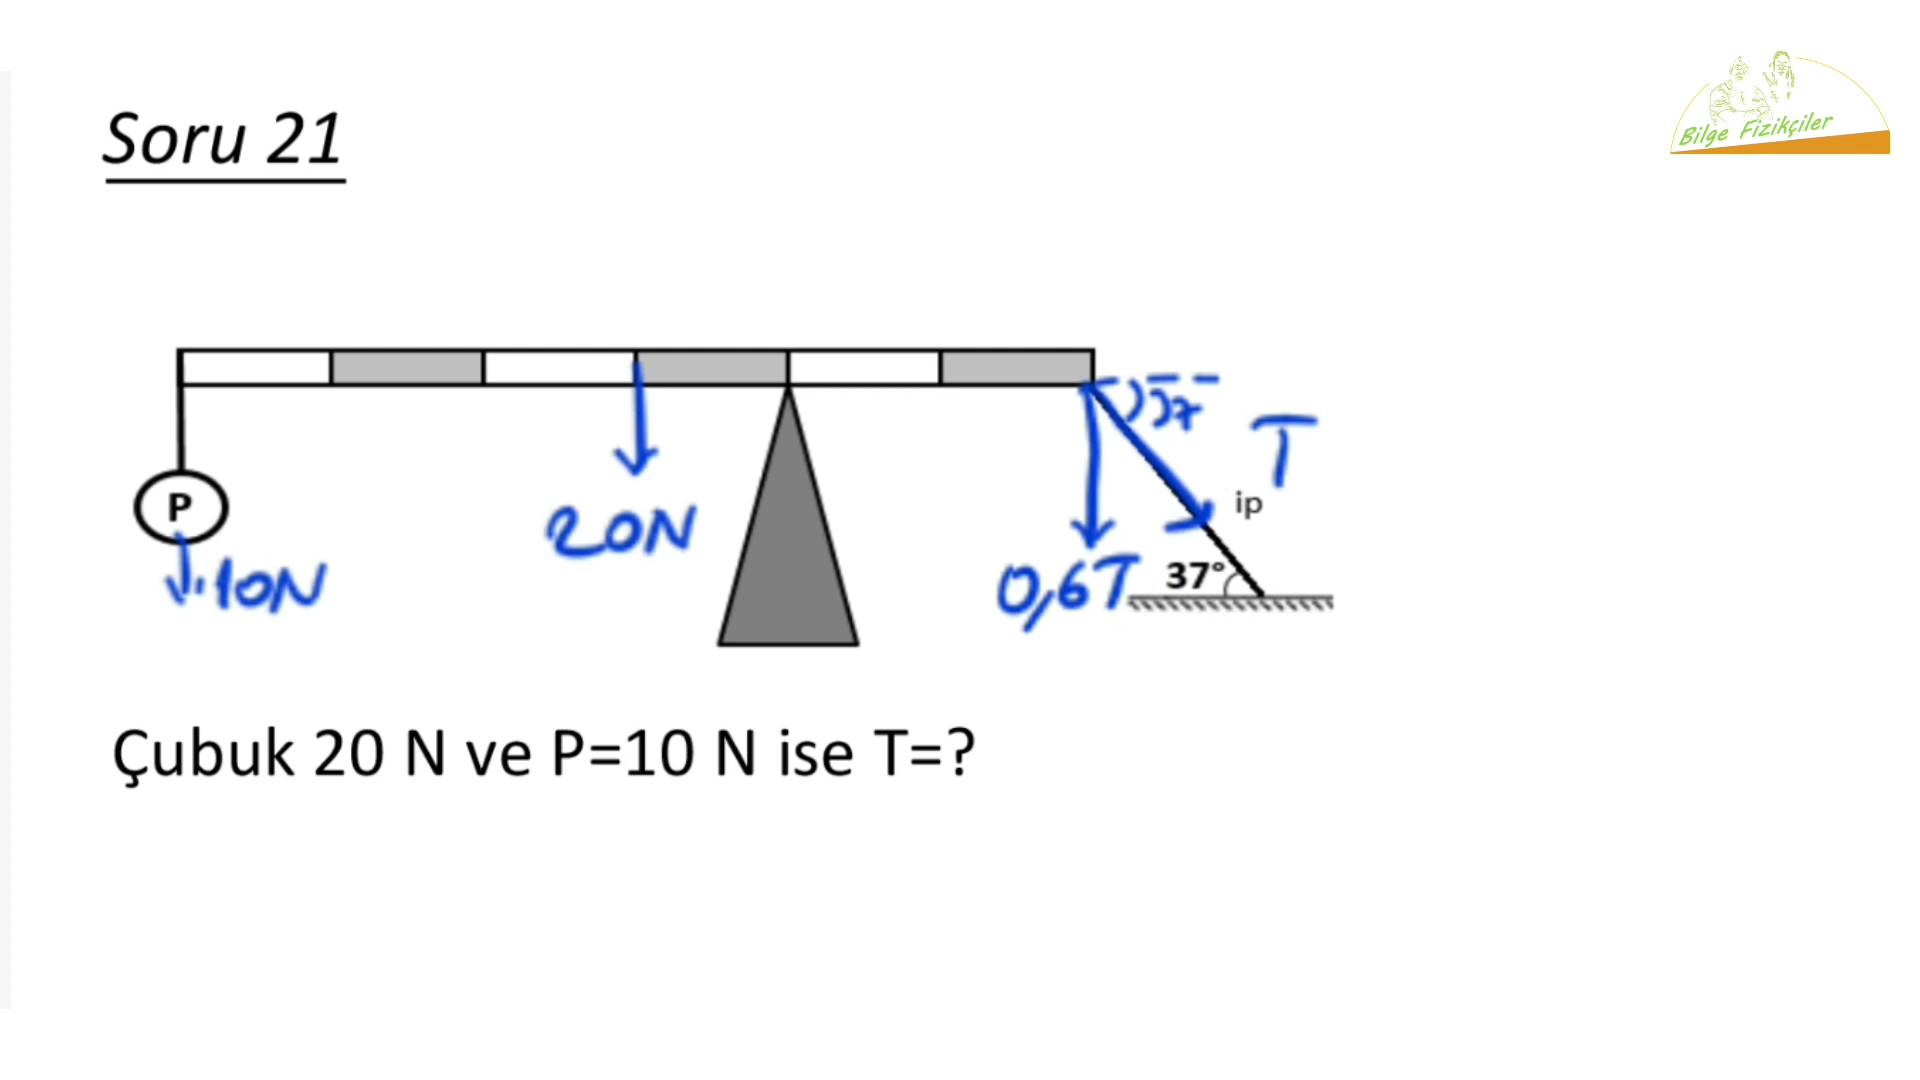 Bilge Fizikçiler
Soru 21
37
T
ip
P
20N
10N
0,6T
37°
Çubuk 20 N ve P=10 N ise T=?